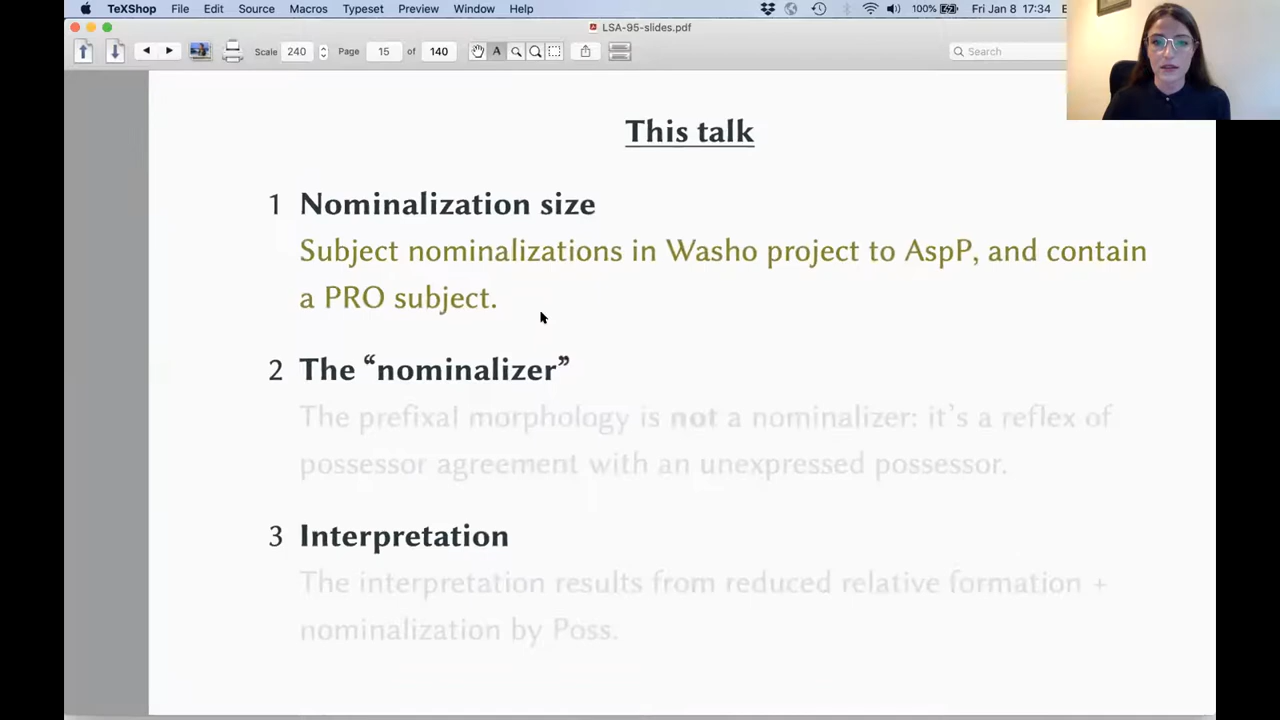 TeXShop File Edit Source Macros Typeset Preview Window Help 100% Fri Jan 8 17:34
LSA-95-slides.pdf
Scale 240 Page 15 of 140 A Search
This talk
1 Nominalization size
Subject nominalizations in Washo project to AspP, and contain
a PRO subject.
2 The “nominalizer”
The prefixal morphology is not a nominalizer: it’s a reflex of
possessor agreement with an unexpressed possessor.
3 Interpretation
The interpretation results from reduced relative formation +
nominalization by Poss.